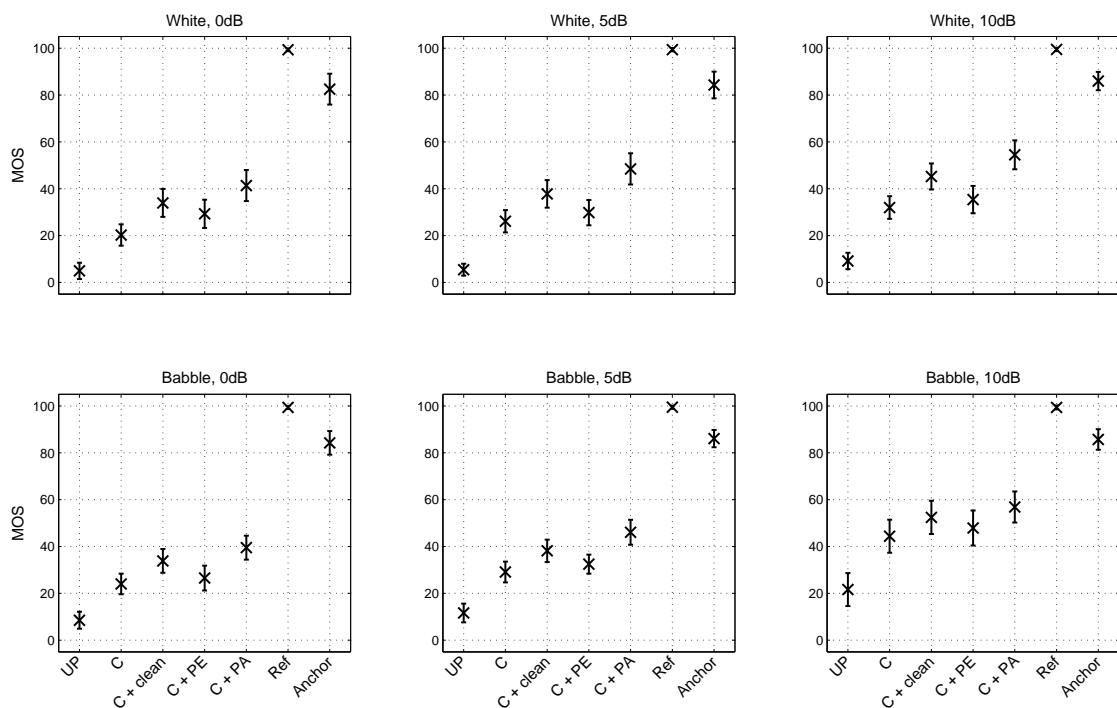 White, 0dB
White, 5dB
White, 10dB
100
80
60
40
20
0
MOS
100
80
60
40
20
0
100
80
60
40
20
0
Babble, 0dB
Babble, 5dB
Babble, 10dB
100
80
60
40
20
0
MOS
UP
C
C + clean
C + PE
C + PA
Ref
Anchor
100
80
60
40
20
0
UP
C
C + clean
C + PE
C + PA
Ref
Anchor
100
80
60
40
20
0
UP
C
C + clean
C + PE
C + PA
Ref
Anchor